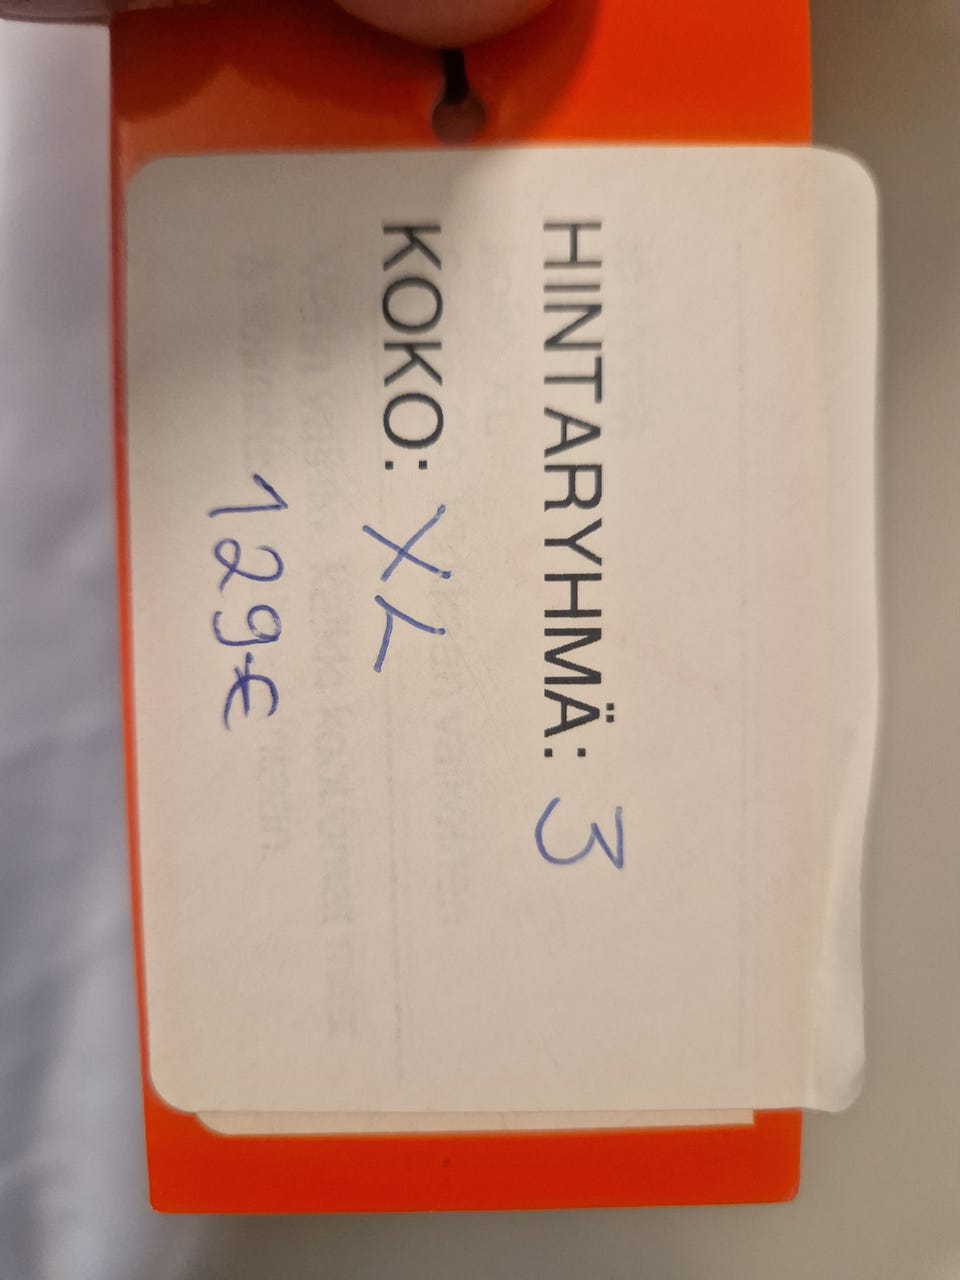 HINTARYHMÄ: 3
KOKO: XL
129€